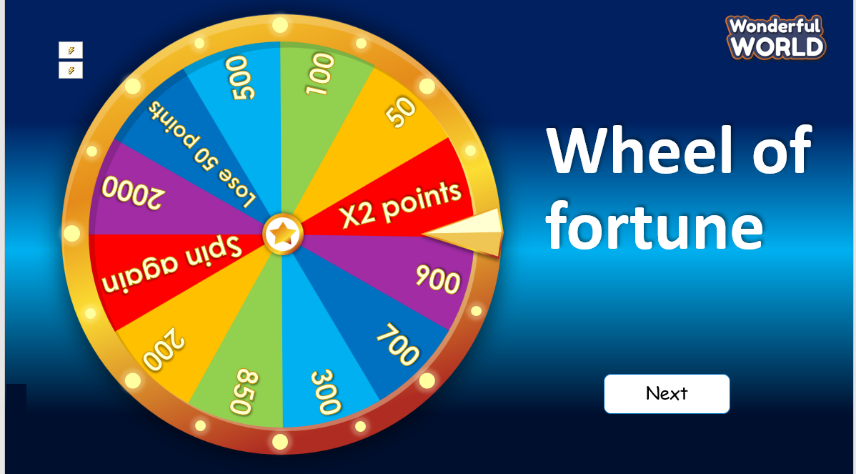 Wonderful
WORLD
Wheel of
fortune
100
50
X2 points
900
700
300
850
200
Spin again
2000
Lose 50 points
500
Next